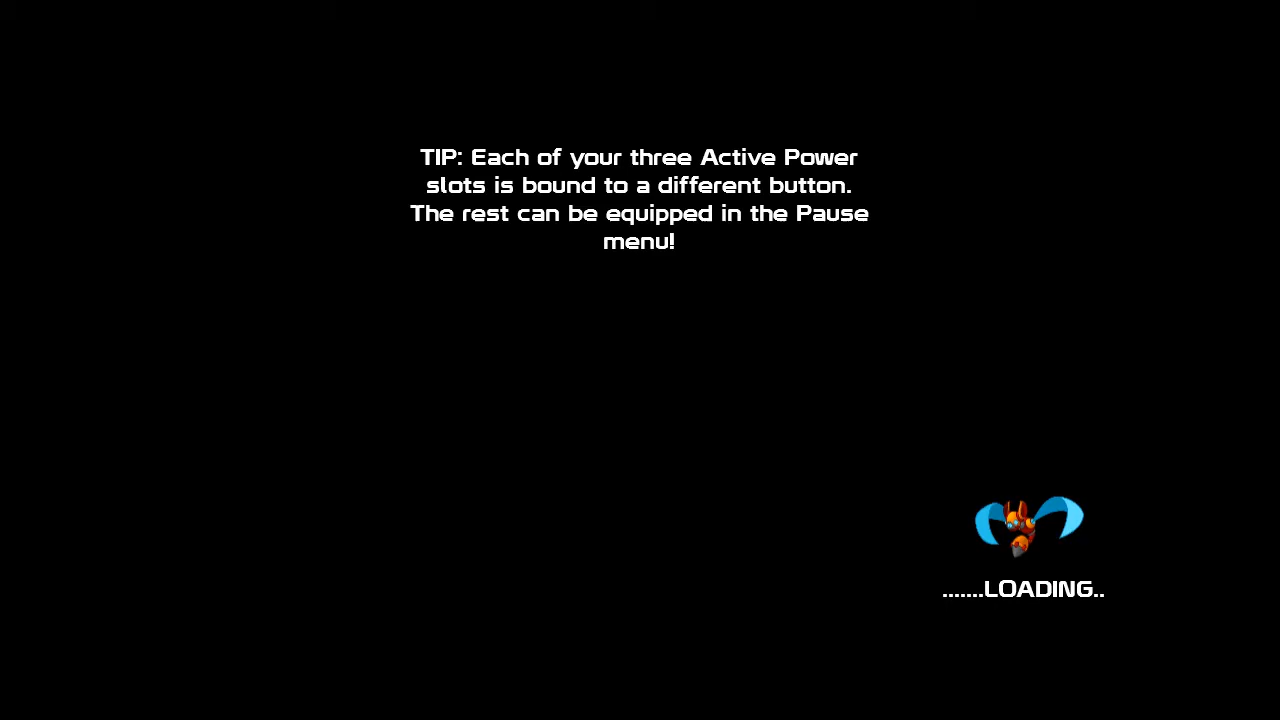 TIP: Each of your three Active Power
slots is bound to a different button.
The rest can be equipped in the Pause
menu!
.......LOADING..